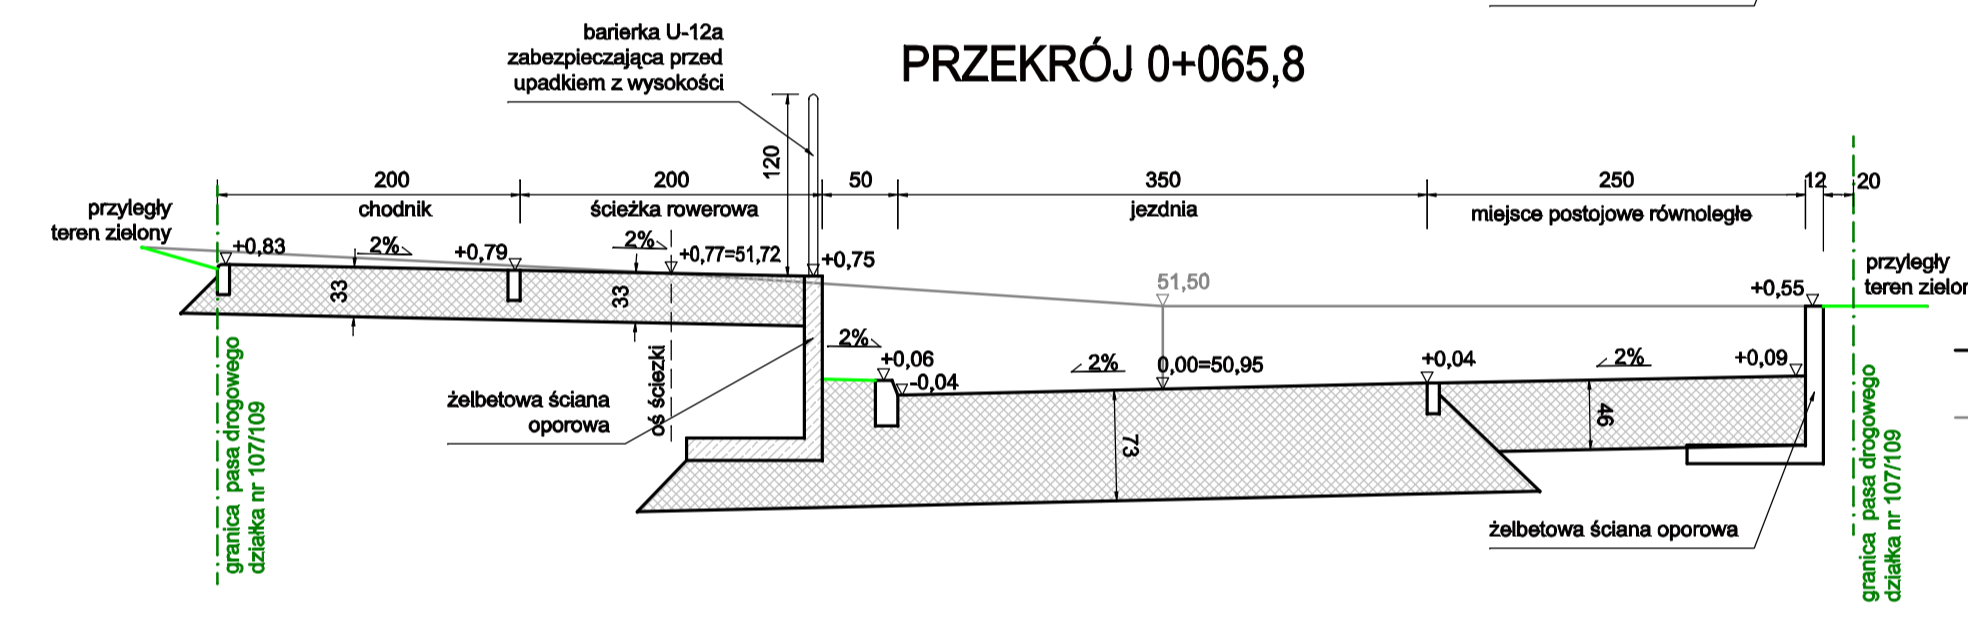 barierka U-12a
zabezpieczająca przed
upadkiem z wysokości
PRZEKRÓJ 0+065,8
120
200
200
50
350
250
12
20
chodnik
ścieżka rowerowa
jezdnia
miejsce postojowe równoległe
przyległy
teren zielony
+0,83
2%
+0,79
2%
+0,77=51,72
+0,75
51,50
+0,55
przyległy
33
33
2%
+0,06
-0,04
2%
0,00=50,95
+0,04
2%
+0,09
żelbetowa ściana
oporowa
oś ścieżki
73
46
żelbetowa ściana oporowa
granica pasa drogowego
działka nr 107/109
granica pasa drogowego
działka nr 107/109
teren